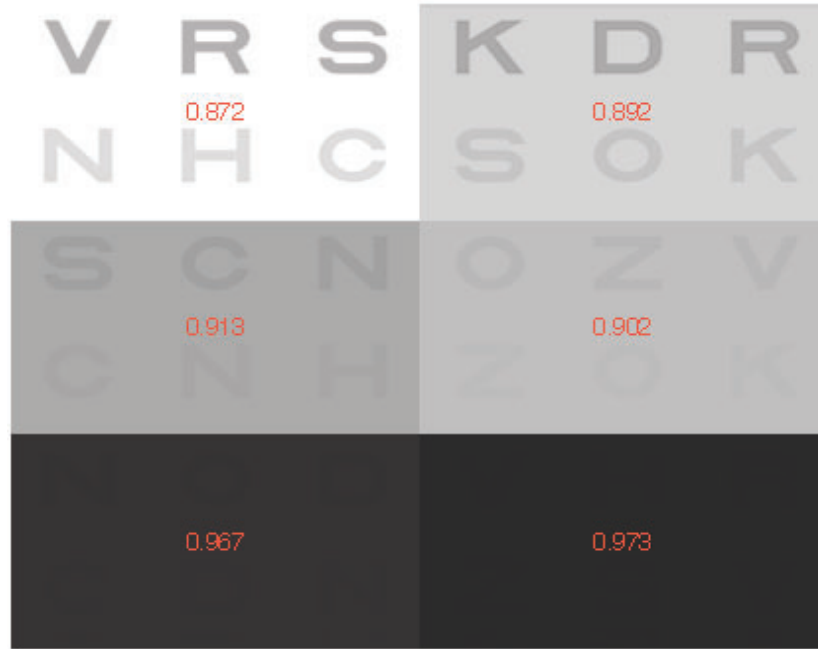 V R S K D R
0.872 0.892
N H C S O K
S C N O Z V
0.913 0.902
C N H Z O K
N O D V H R
0.967 0.973
C D N Z S V